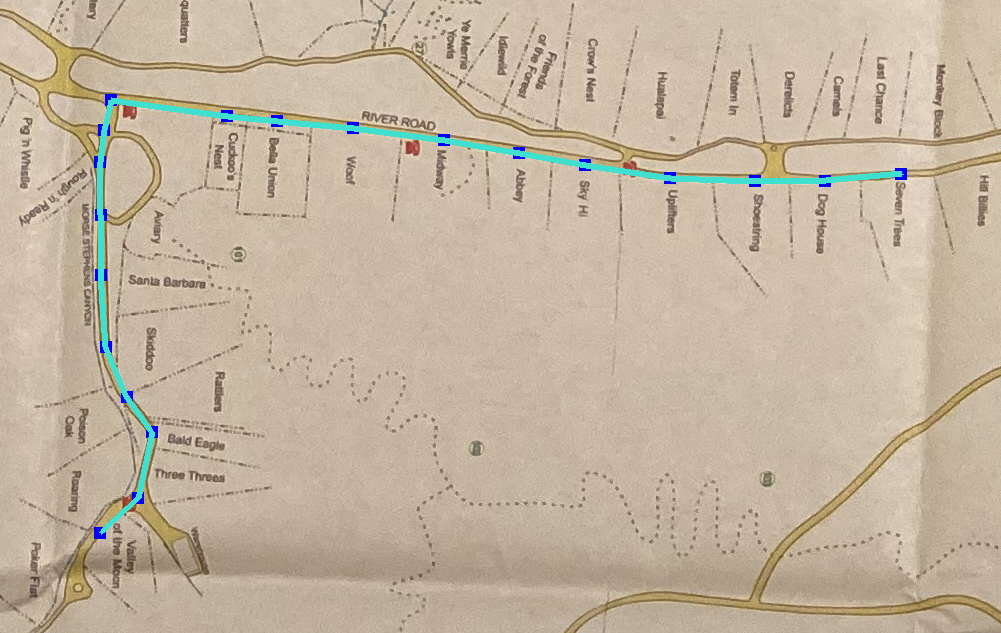 quatters
Ye Merrie
Yowls
Idlewild
Friends
of the Forest
Crow's Nest
Hualapai
Totem In
Derelicts
Camels
Last Chance
Monkey Block
Pig 'n Whistle
Rough 'n Ready
RIVER ROAD
Cuckoo's
Nest
Bella Union
Woof
Midway
Abbey
Sky Hi
Uplifters
Shoestring
Dog House
Seven Trees
Hill Billies
MORSE STEPHENS CANYON
Aviary
101
Santa Barbara
Skiddoo
Rattlers
Poison
Oak
Bald Eagle
Three Threes
Roaring
Valley
of the Moon
Poker Flat